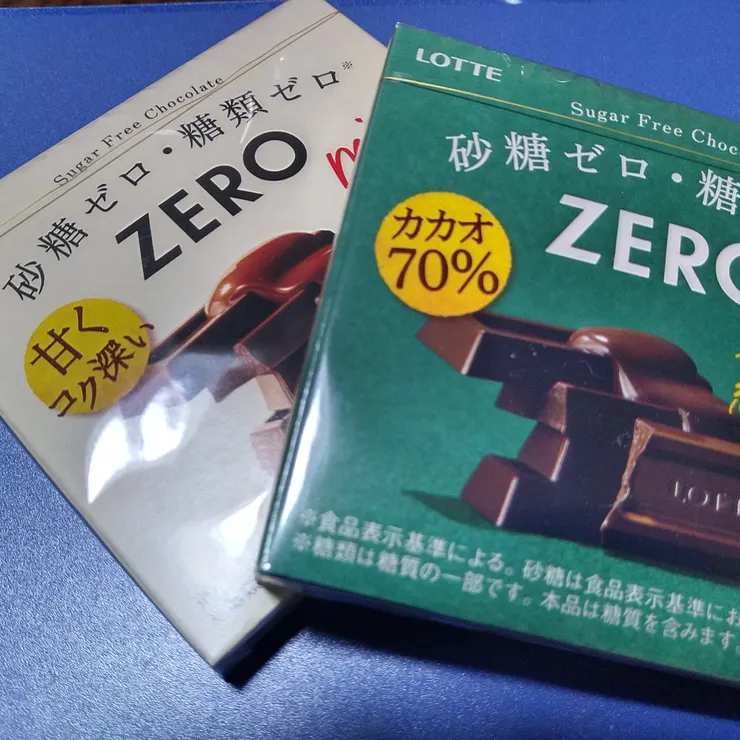 Sugar Free Chocolate
砂糖ゼロ・糖類ゼロ※
ZERO
甘く
コク深い
LOTTE
Sugar Free Choco
砂糖ゼロ・糖
ZERO
カカオ
70%
LOTT
※食品表示基準による。砂糖は食品表示基準にお
※糖類は糖質の一部です。本品は糖質を含みます。